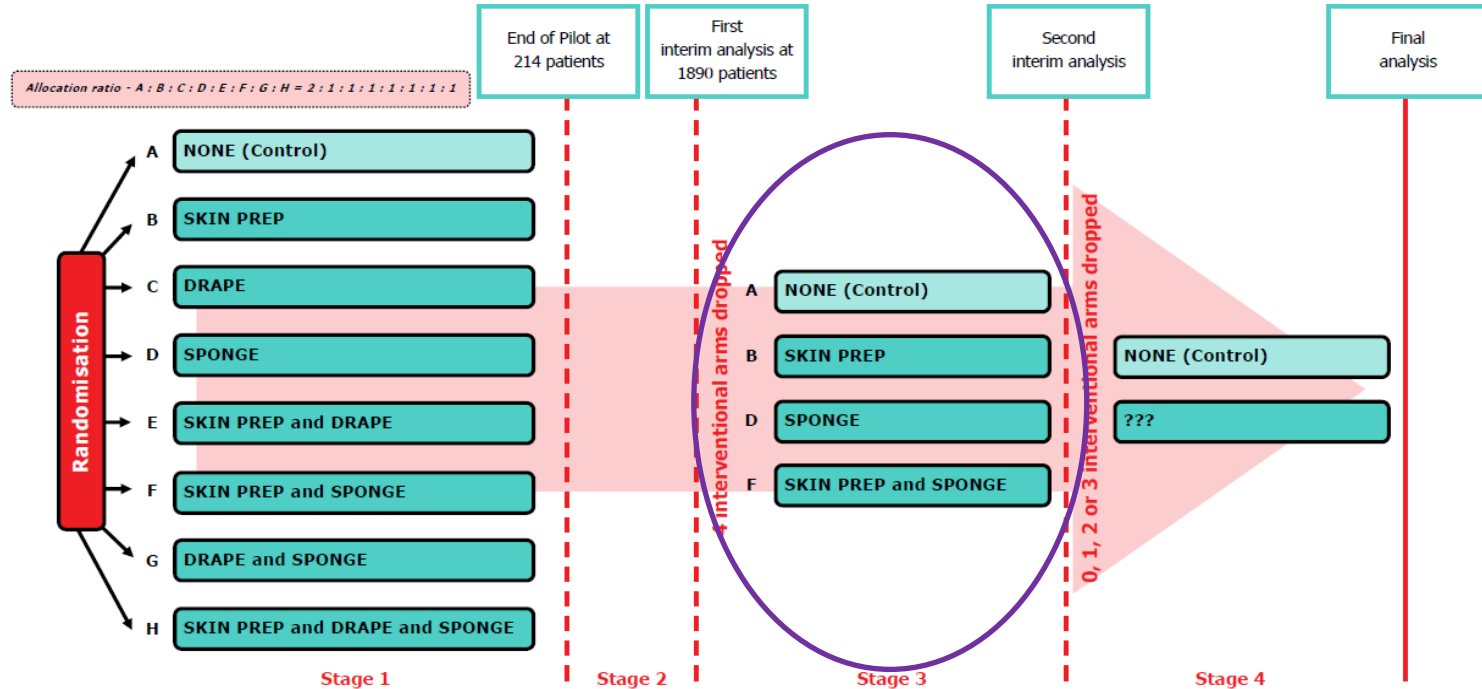 End of Pilot at
214 patients
First
interim analysis at
1890 patients
Second
interim analysis
Final
analysis
Allocation ratio - A : B : C : D : E : F : G : H = 2 : 1 : 1 : 1 : 1 : 1 : 1 : 1
Randomisation
A NONE (Control)
B SKIN PREP
C DRAPE
D SPONGE
E SKIN PREP and DRAPE
F SKIN PREP and SPONGE
G DRAPE and SPONGE
H SKIN PREP and DRAPE and SPONGE
4 interventional arms dropped
A NONE (Control)
B SKIN PREP
D SPONGE
F SKIN PREP and SPONGE
0, 1, 2 or 3 interventional arms dropped
NONE (Control)
???
Stage 1
Stage 2
Stage 3
Stage 4